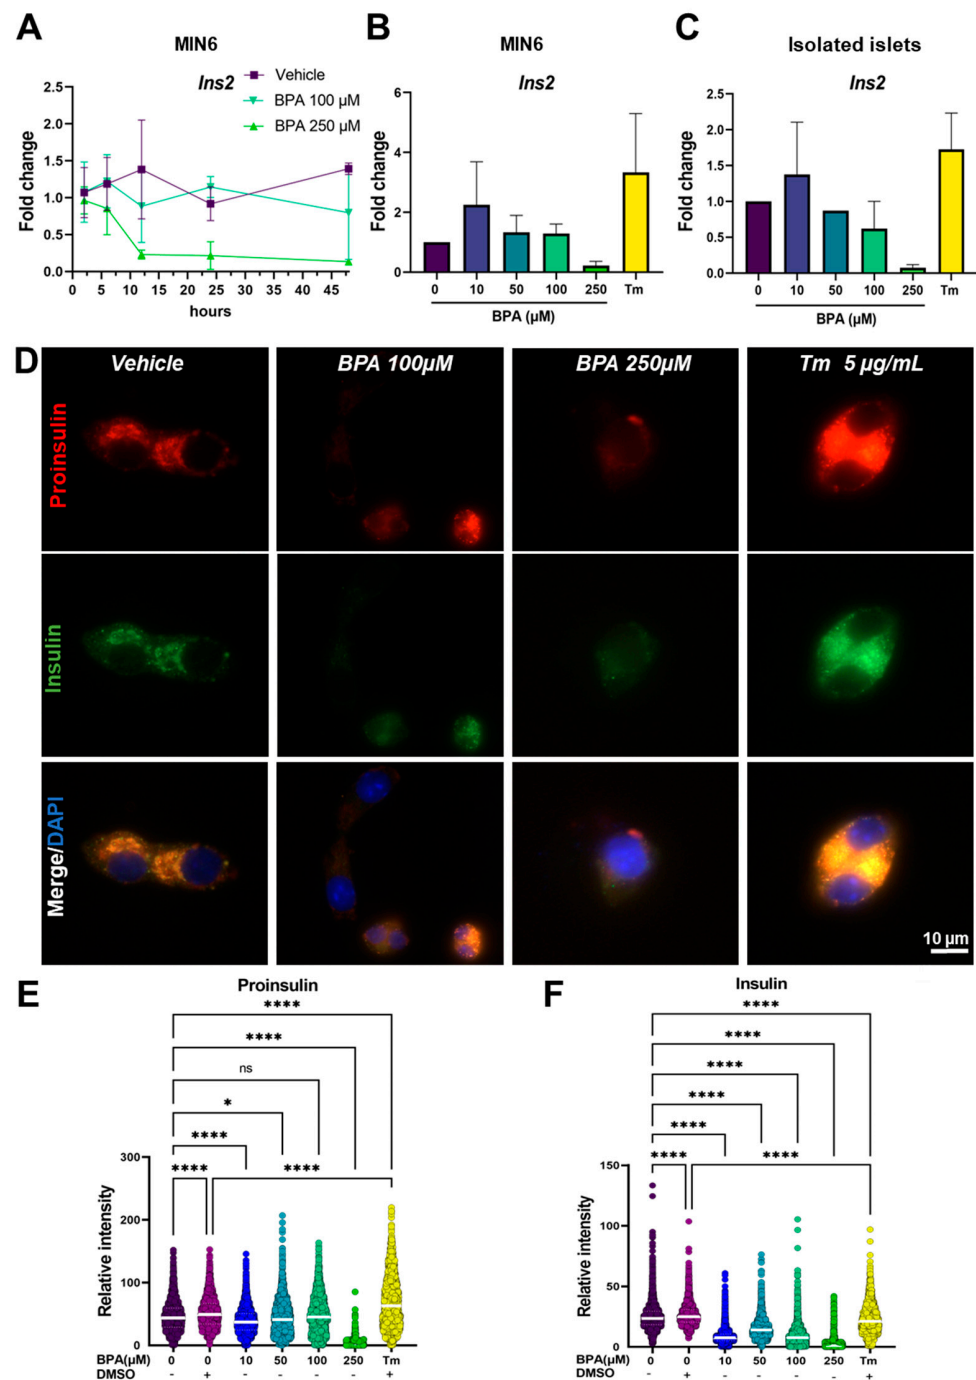 A
MIN6
Ins2
Vehicle
BPA 100 µM
BPA 250 µM
Fold change
2.5
2.0
1.5
1.0
0.5
0.0
0 5 10 15 20 25 30 35 40 45
hours
B
MIN6
Ins2
Fold change
6
4
2
0
0 10 50 100 250 Tm
BPA (µM)
C
Isolated islets
Ins2
Fold change
2.5
2.0
1.5
1.0
0.5
0.0
0 10 50 100 250 Tm
BPA (µM)
D
Vehicle BPA 100µM BPA 250µM Tm 5 µg/mL
Proinsulin
Insulin
Merge/DAPI
10 µm
E
Proinsulin
****
****
ns
*
****
**** ****
Relative intensity
300
200
100
0
BPA(µM) 0 0 10 50 100 250 Tm
DMSO - + - - - - +
F
Insulin
****
****
****
****
****
**** ****
Relative intensity
150
100
50
0
BPA(µM) 0 0 10 50 100 250 Tm
DMSO - + - - - - +